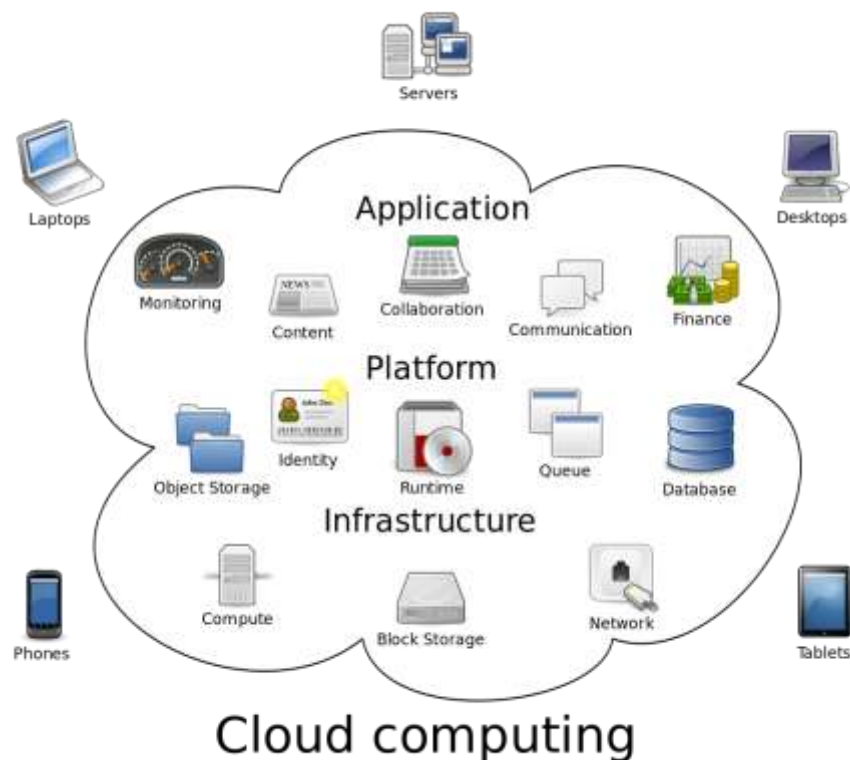 Servers
Laptops
Desktops
Application
Monitoring
NEWS
Content
Collaboration
Communication
Finance
Platform
Object Storage
Identity
Runtime
Queue
Database
Infrastructure
Compute
Block Storage
Network
Phones
Tablets
Cloud computing